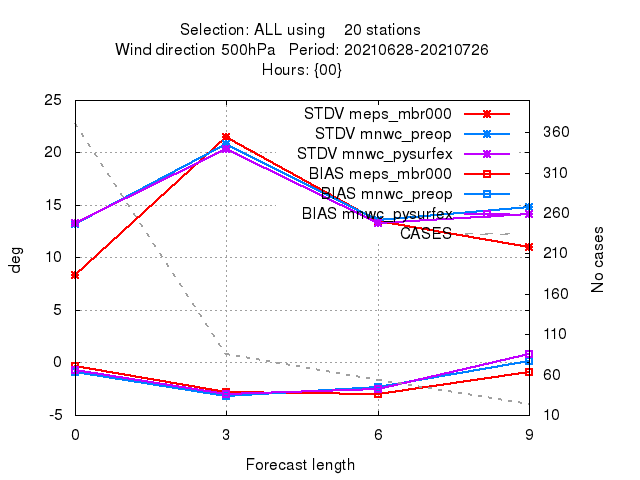 Selection: ALL using 20 stations
Wind direction 500hPa Period: 20210628-20210726
Hours: {00}
STDV meps_mbr000
STDV mnwc_preop
STDV mnwc_pysurfex
BIAS meps_mbr000
BIAS mnwc_preop
BIAS mnwc_pysurfex
CASES
deg
25
20
15
10
5
0
-5
No cases
360
310
260
210
160
110
60
10
0 3 6 9
Forecast length